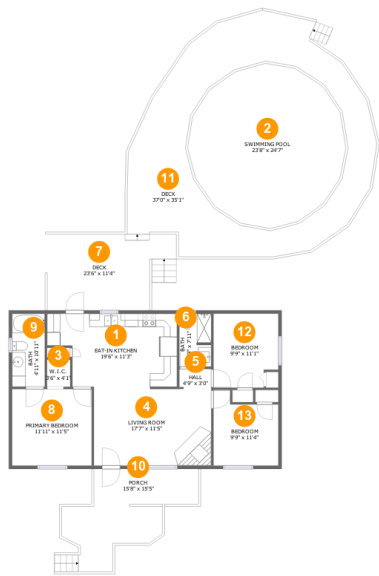 2
SWIMMING POOL
23'8" x 24'7"
11
DECK
37'0" x 35'1"
7
DECK
23'6" x 11'4"
1
EAT-IN KITCHEN
19'6" x 11'3"
6
BATH
7'11"
9
BATH
4'11" x 10'11"
3
W.I.C.
3'6" x 4'1"
5
HALL
4'9" x 3'0"
12
BEDROOM
9'9" x 11'1"
8
PRIMARY BEDROOM
11'11" x 11'5"
4
LIVING ROOM
17'7" x 11'5"
13
BEDROOM
9'9" x 11'4"
10
PORCH
15'8" x 15'5"